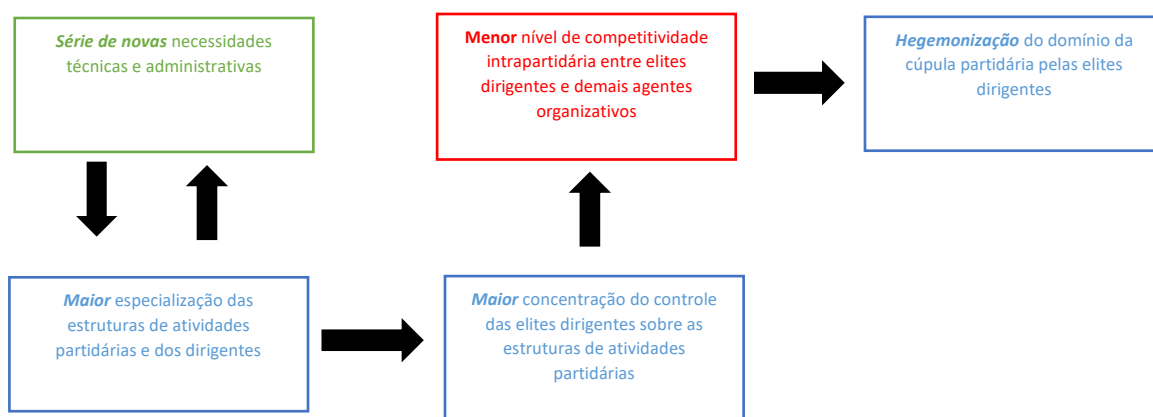 Série de novas necessidades
técnicas e administrativas
Menor nível de competitividade
intrapartidária entre elites
dirigentes e demais agentes
organizativos
Hegemonização do domínio da
cúpula partidária pelas elites
dirigentes
Maior especialização das
estruturas de atividades
partidárias e dos dirigentes
Maior concentração do controle
das elites dirigentes sobre as
estruturas de atividades
partidárias